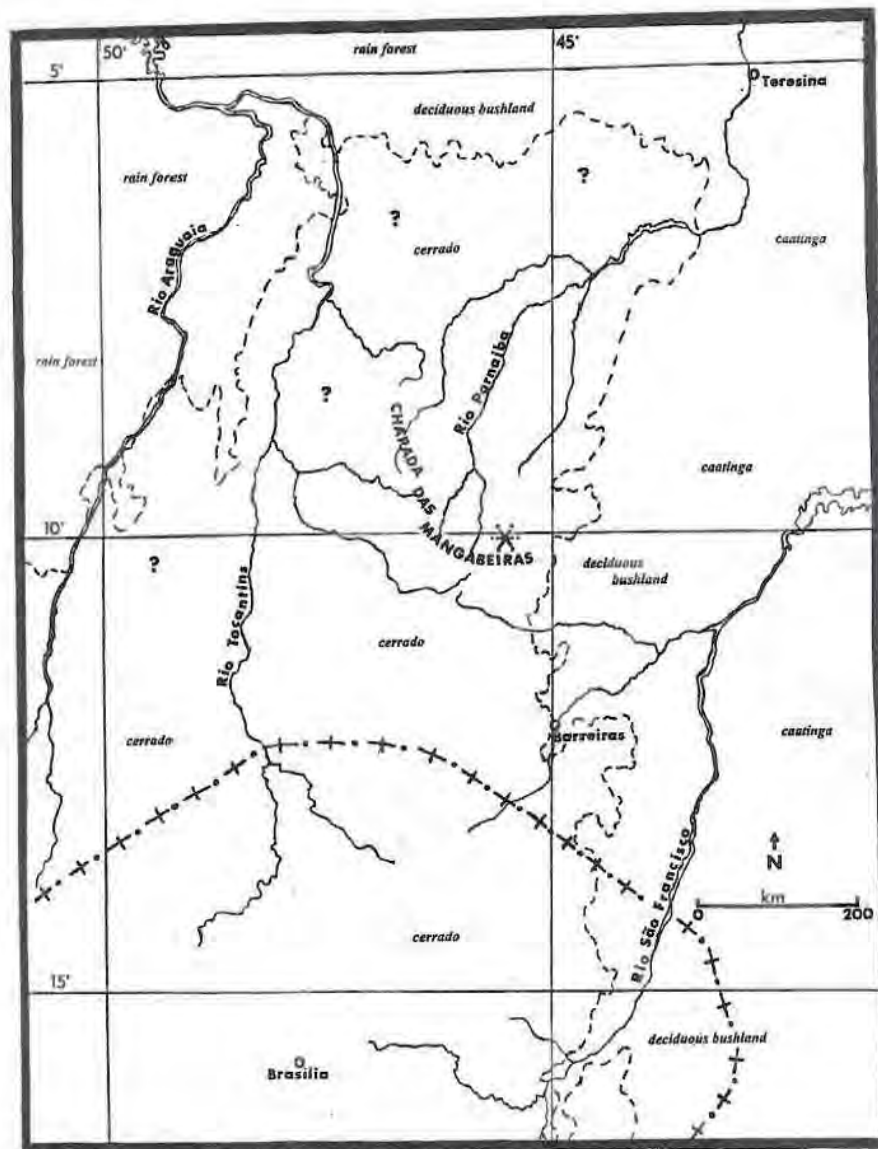 50'
rain forest
45'
5'
Teresina
deciduous bushland
rain forest
?
?
caatinga
cerrado
Rio Araguaia
rain forest
Rio Parnaiba
?
CHAPADA DAS MANGABEIRAS
caatinga
10'
?
deciduous
bushland
Rio Tocantins
cerrado
cerrado
Barreiras
caatinga
N
km
0 200
Rio São Francisco
cerrado
15'
deciduous bushland
Brasilia